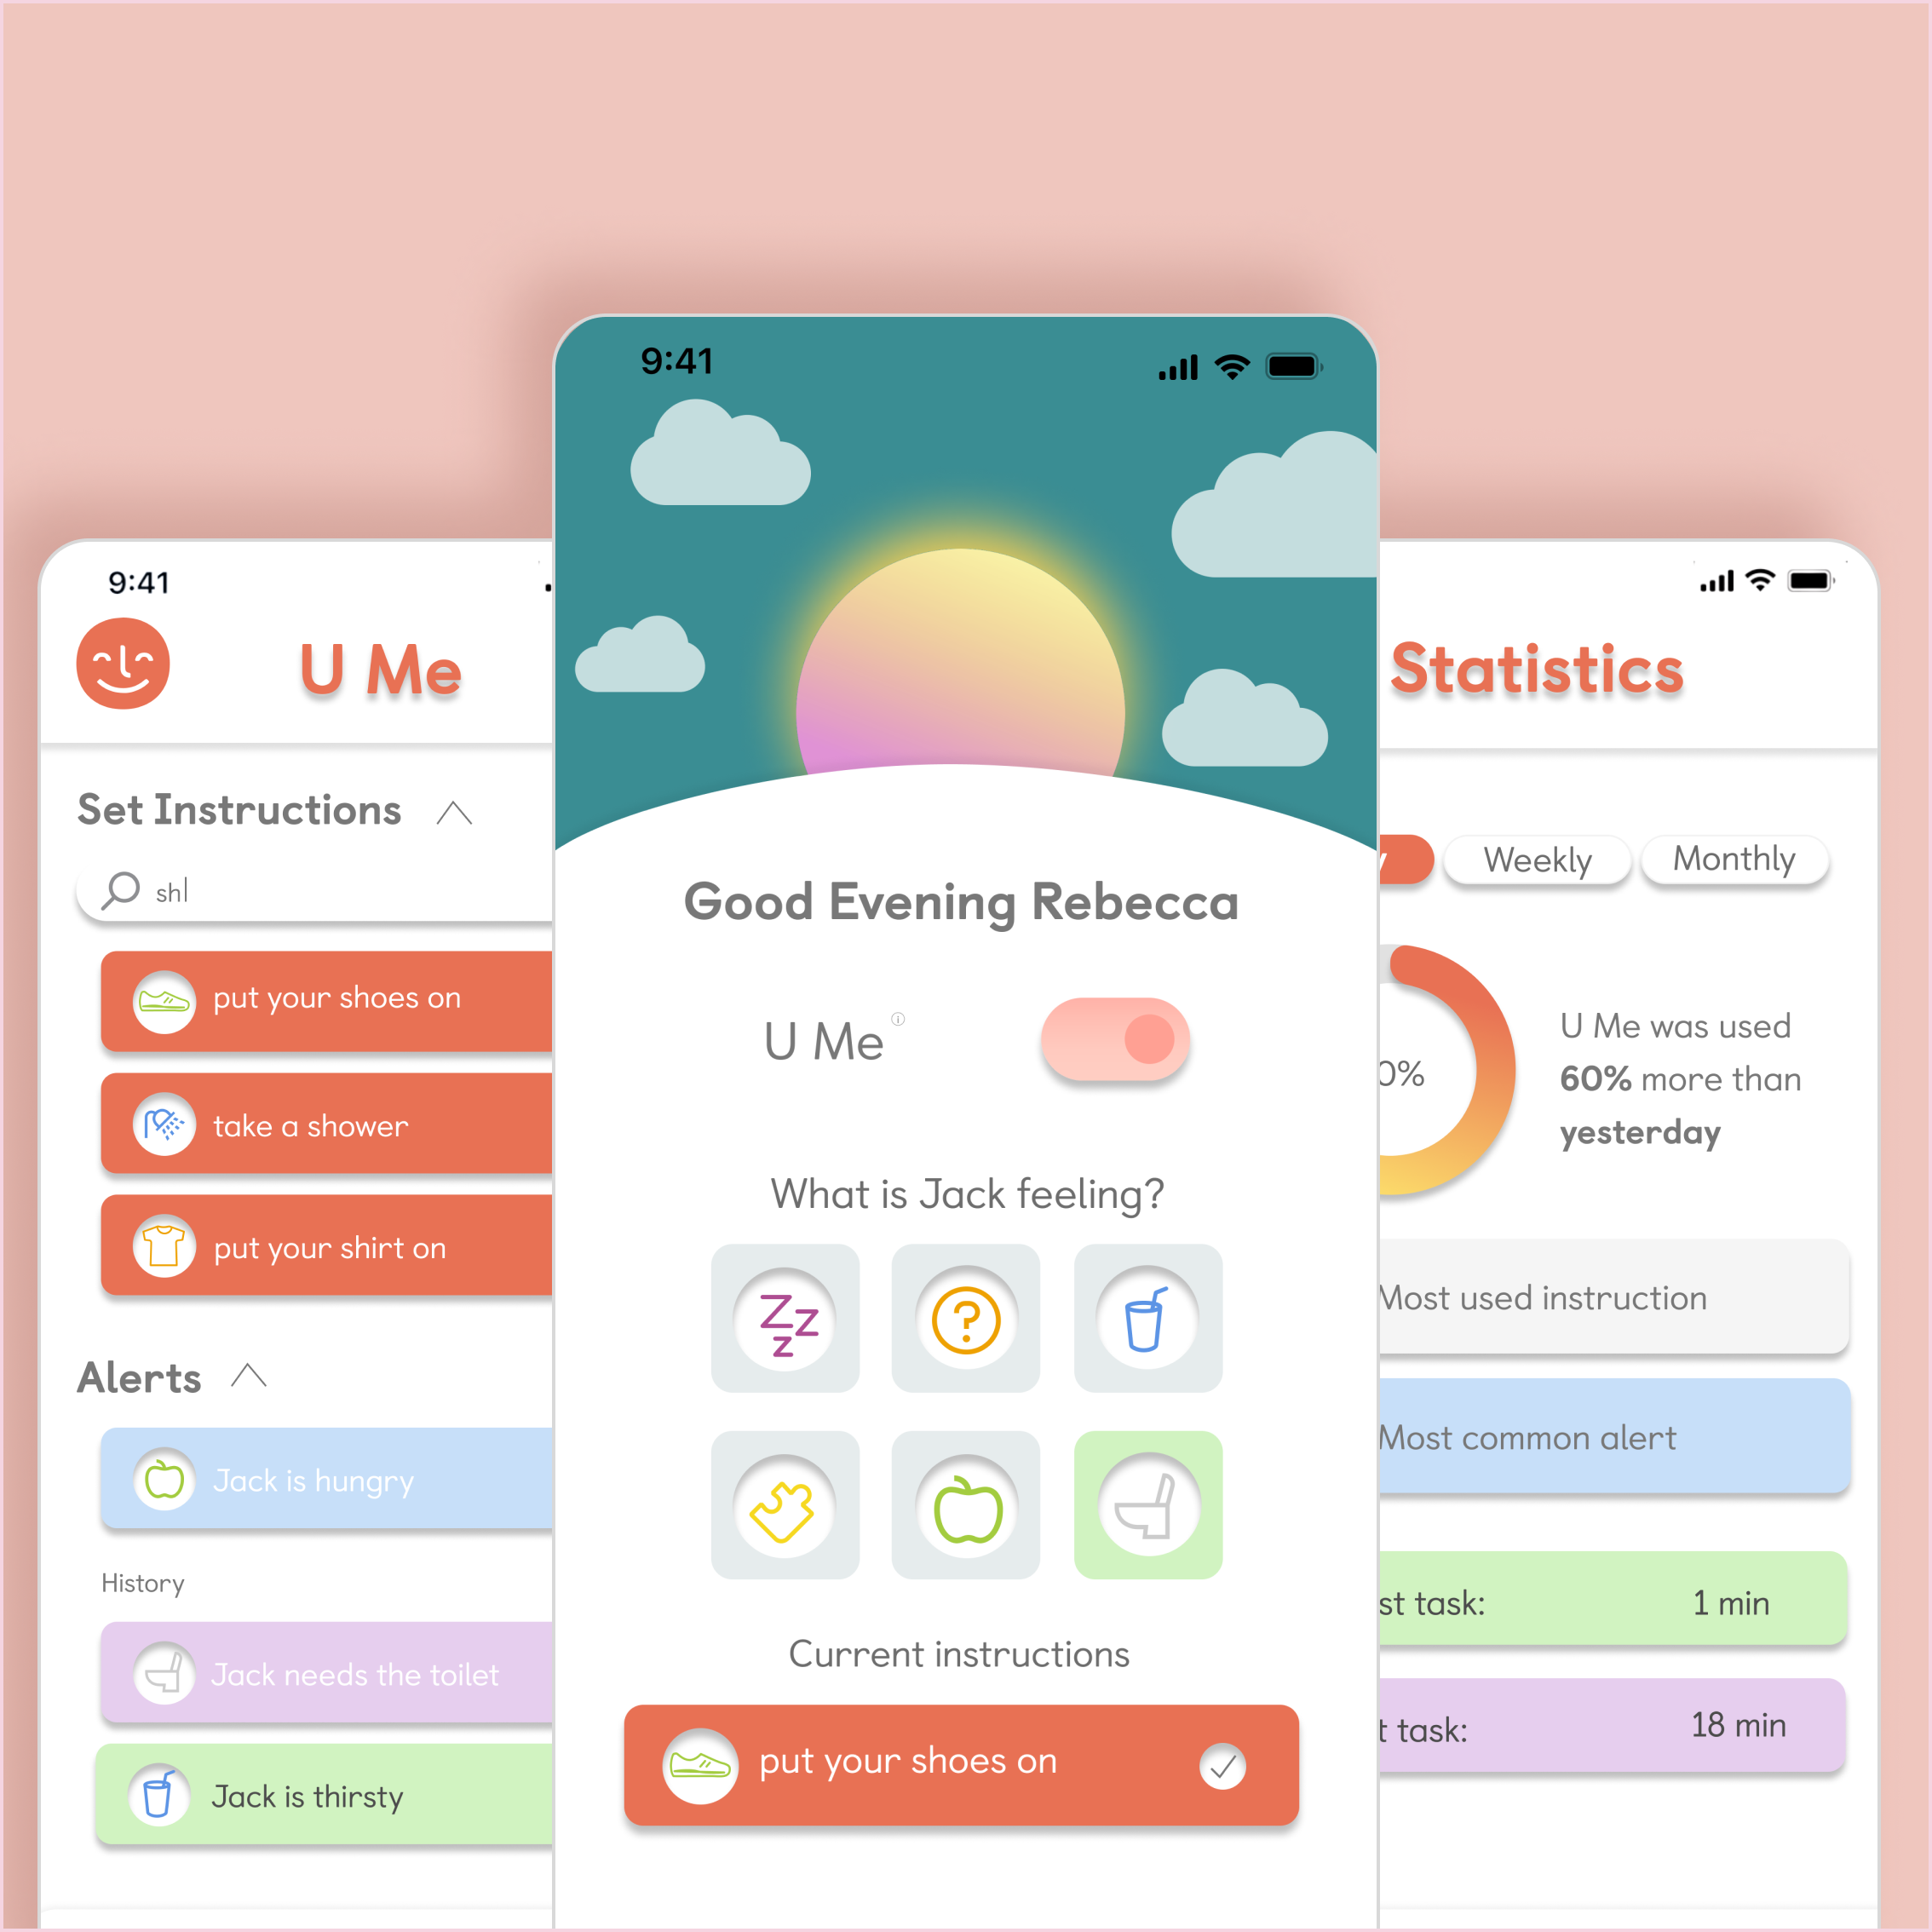 9:41
U Me
Set Instructions
shl
put your shoes on
take a shower
put your shirt on
Alerts
Jack is hungry
History
Jack needs the toilet
Jack is thirsty
9:41
Good Evening Rebecca
U Me
What is Jack feeling?
Zzz
?
Current instructions
put your shoes on
Statistics
Weekly
Monthly
0%
U Me was used
60% more than
yesterday
Most used instruction
Most common alert
st task:
1 min
t task:
18 min